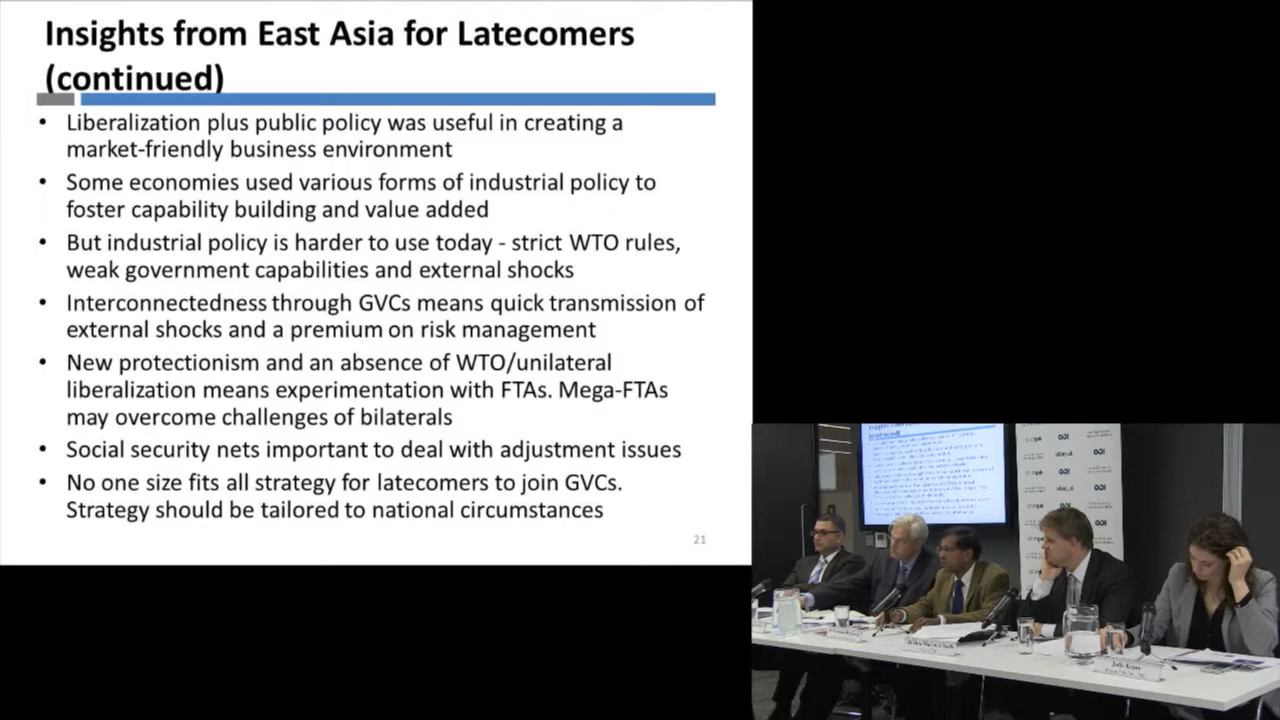 Insights from East Asia for Latecomers
(continued)
• Liberalization plus public policy was useful in creating a
market-friendly business environment
• Some economies used various forms of industrial policy to
foster capability building and value added
• But industrial policy is harder to use today - strict WTO rules,
weak government capabilities and external shocks
• Interconnectedness through GVCs means quick transmission of
external shocks and a premium on risk management
• New protectionism and an absence of WTO/unilateral
liberalization means experimentation with FTAs. Mega-FTAs
may overcome challenges of bilaterals
• Social security nets important to deal with adjustment issues
• No one size fits all strategy for latecomers to join GVCs.
Strategy should be tailored to national circumstances
21
(continued)
ODI
ODI
ODI